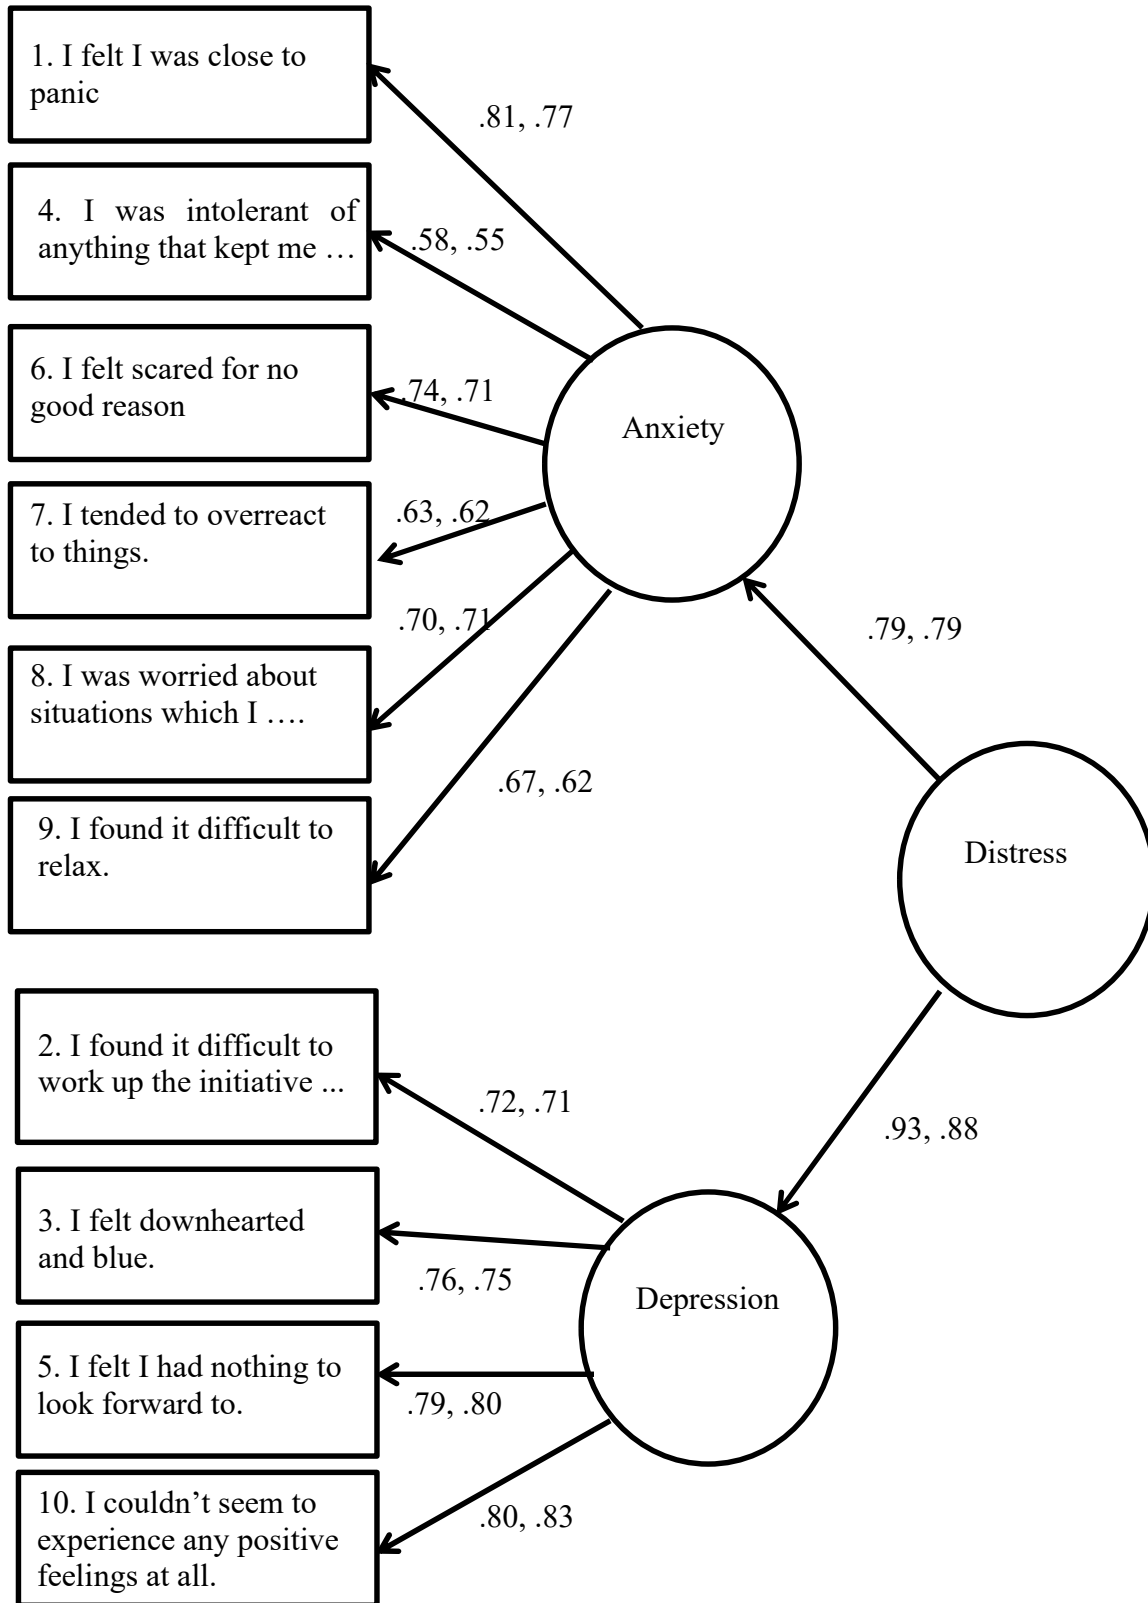 1. I felt I was close to
panic
.81, .77
4. I was intolerant of
anything that kept me …
.58, .55
6. I felt scared for no
good reason
.74, .71
Anxiety
7. I tended to overreact
to things.
.63, .62
.70, .71
8. I was worried about
situations which I ….
.79, .79
.67, .62
9. I found it difficult to
relax.
Distress
2. I found it difficult to
work up the initiative ...
.72, .71
.93, .88
3. I felt downhearted
and blue.
.76, .75
Depression
5. I felt I had nothing to
look forward to.
.79, .80
10. I couldn’t seem to
experience any positive
feelings at all.
.80, .83